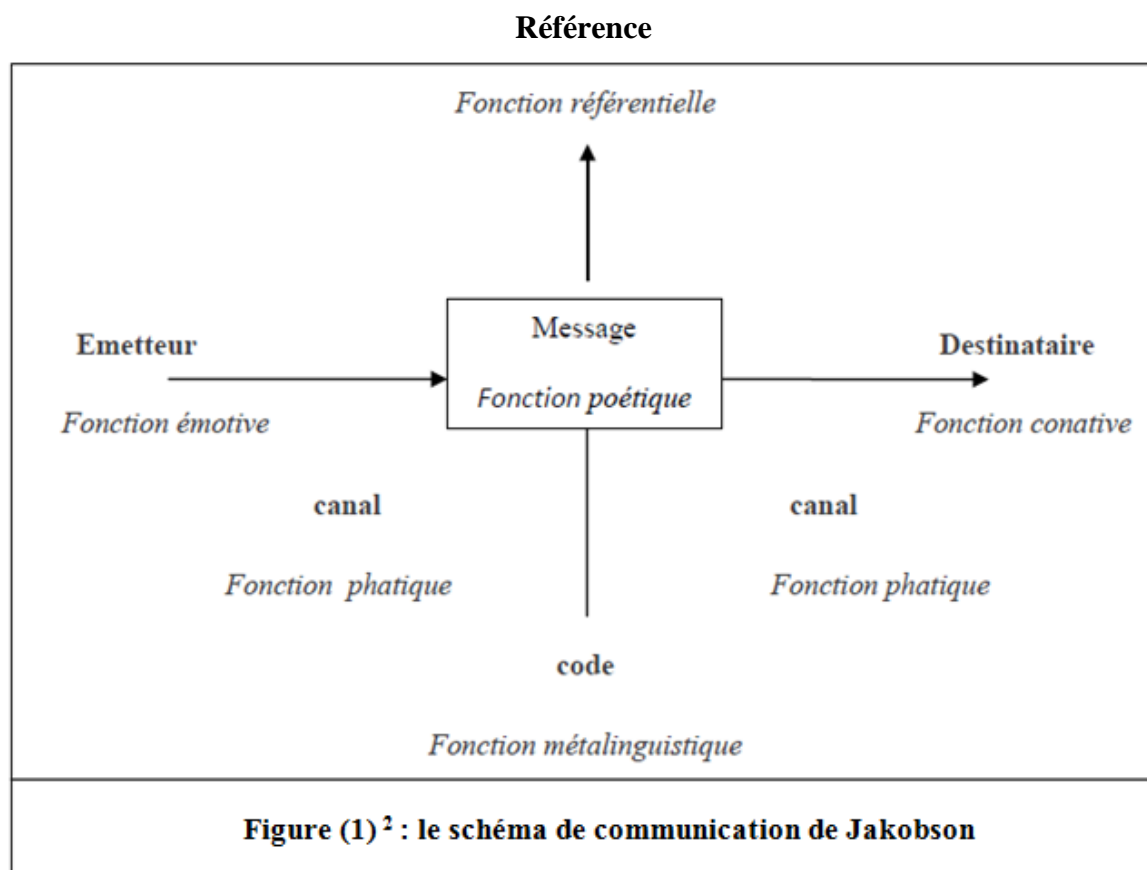 Référence
Fonction référentielle
Message
Emetteur
Destinataire
Fonction poétique
Fonction émotive
Fonction conative
canal
canal
Fonction phatique
Fonction phatique
code
Fonction métalinguistique
Figure (1) ² : le schéma de communication de Jakobson